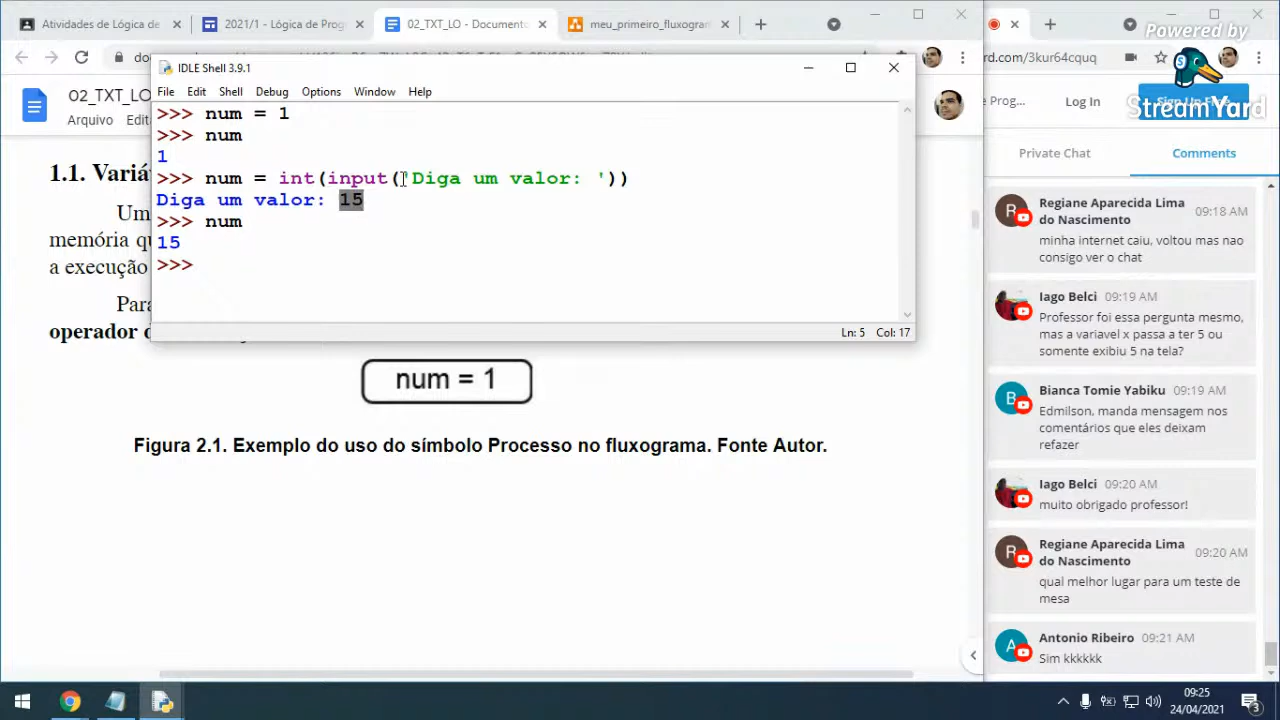 Atividades de Lógica de
2021/1 - Lógica de Prog
02_TXT_LO - Documento
meu_primeiro_fluxogram
Powered by
StreamYard
rd.com/3kur64cquq
02_TXT_LO
Arquivo
IDLE Shell 3.9.1
File Edit Shell Debug Options Window Help
>>> num = 1
>>> num
1
>>> num = int(input('Diga um valor: '))
Diga um valor: 15
>>> num
15
>>>
Ln: 5 Col: 17
1.1. Variá
Um
memória qu
a execução
Para
operador d
num = 1
Figura 2.1. Exemplo do uso do símbolo Processo no fluxograma. Fonte Autor.
e Prog...
Log In
Private Chat
Comments
Regiane Aparecida Lima
do Nascimento
09:18 AM
minha internet caiu, voltou mas nao
consigo ver o chat
Iago Belci 09:19 AM
Professor foi essa pergunta mesmo,
mas a variavel x passa a ter 5 ou
somente exibiu 5 na tela?
Bianca Tomie Yabiku 09:19 AM
Edmilson, manda mensagem nos
comentários que eles deixam
refazer
Iago Belci 09:20 AM
muito obrigado professor!
Regiane Aparecida Lima
do Nascimento
09:20 AM
qual melhor lugar para um teste de
mesa
Antonio Ribeiro 09:21 AM
Sim kkkkkk
09:25
24/04/2021
3